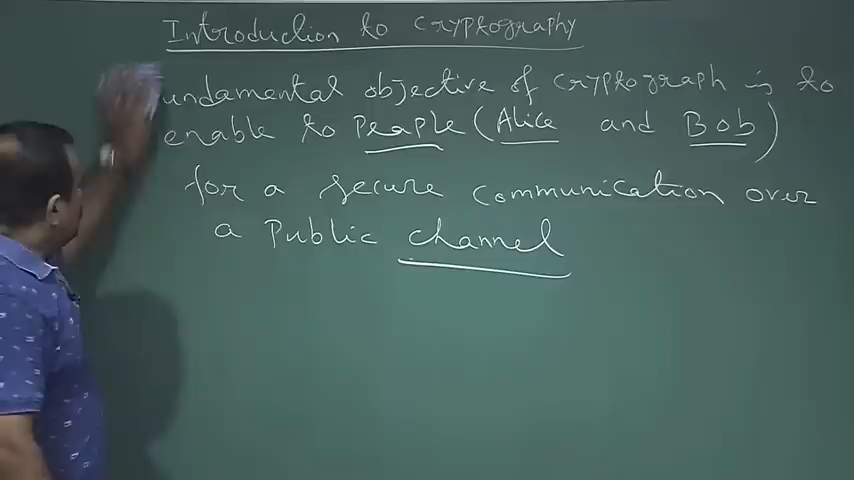 Introduction to Cryptography
undamental objective of Cryptograph is to
enable to Peaple (Alice and Bob)
for a secure communication over
a Public channel